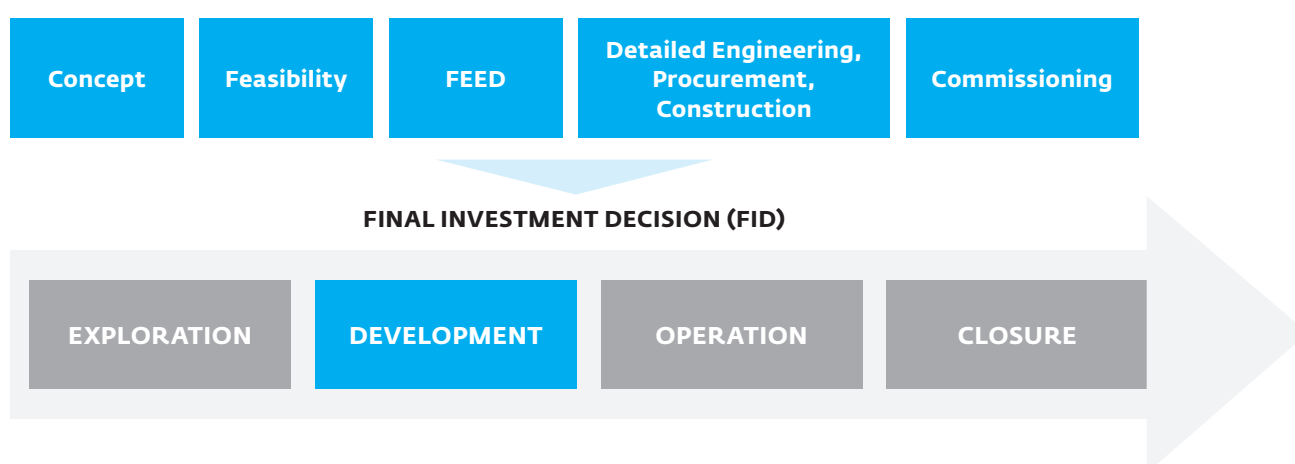 Concept
Feasibility
FEED
Detailed Engineering,
Procurement,
Construction
Commissioning
FINAL INVESTMENT DECISION (FID)
EXPLORATION
DEVELOPMENT
OPERATION
CLOSURE